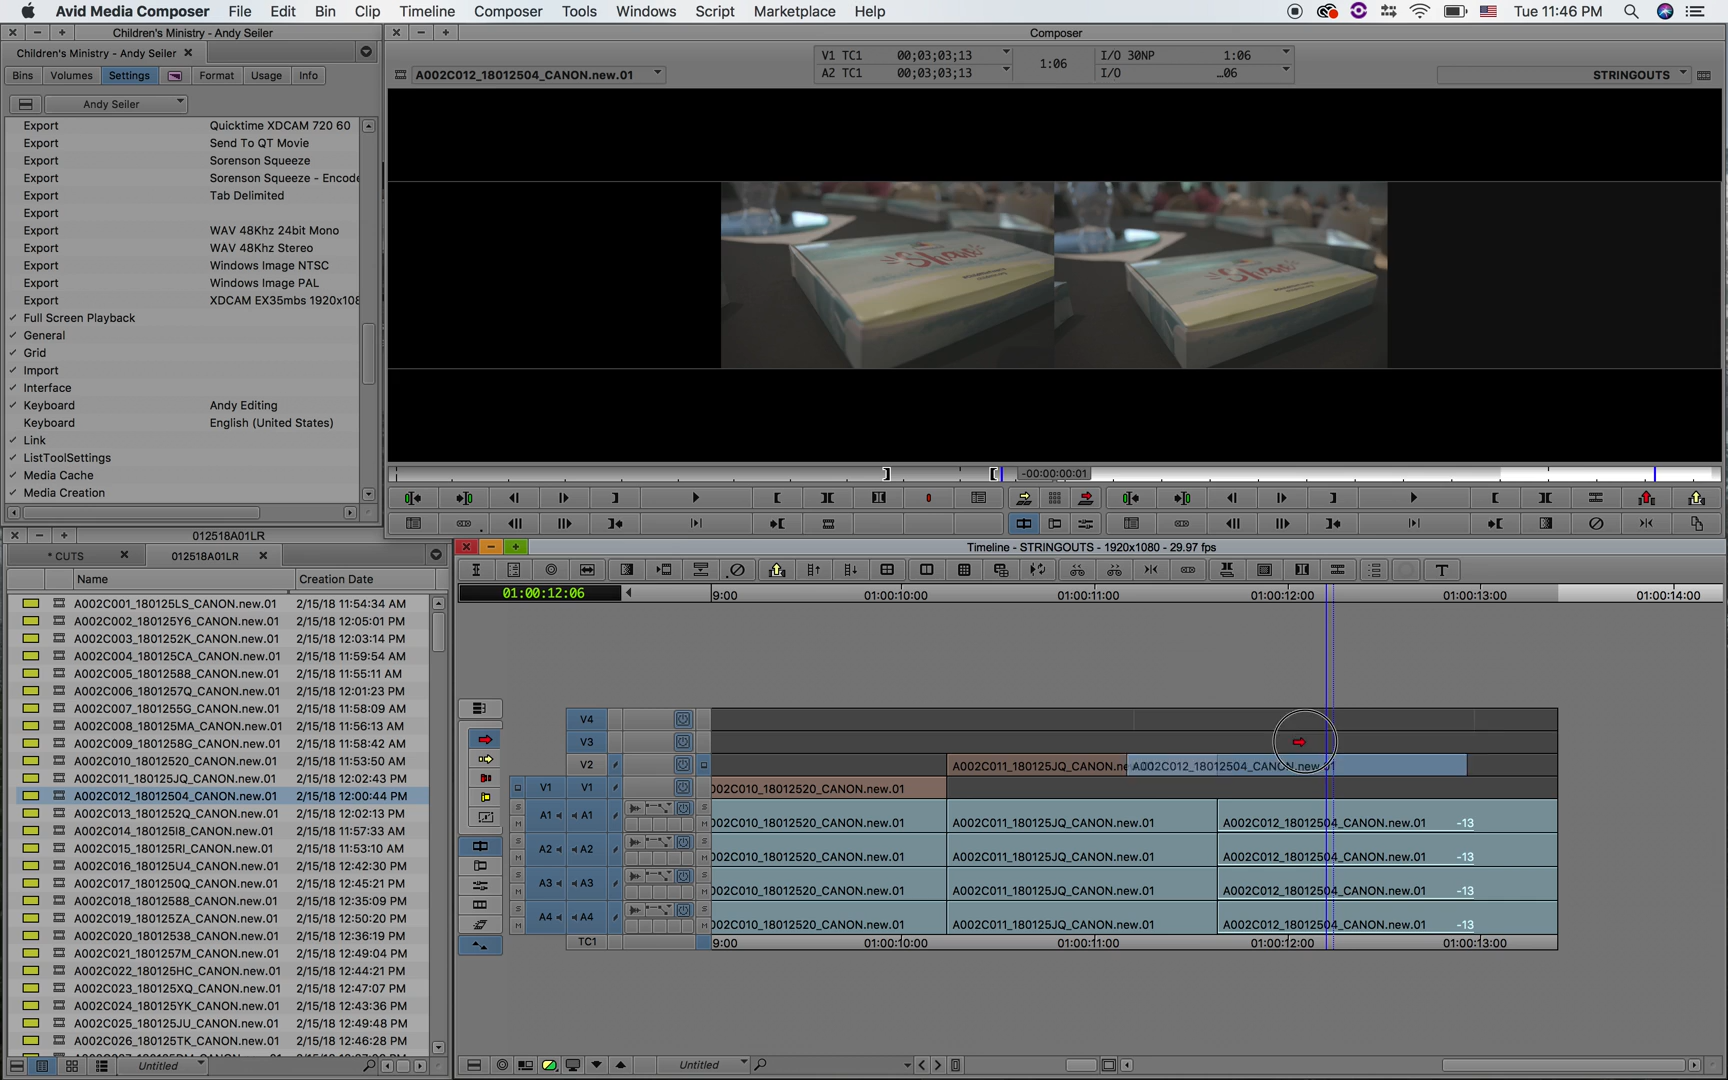 Avid Media Composer File Edit Bin Clip Timeline Composer Tools Windows Script Marketplace Help Tue 11:46 PM
Children's Ministry - Andy Seiler
Children's Ministry - Andy Seiler
Bins Volumes Settings Format Usage Info
Andy Seiler
Export Quicktime XDCAM 720 60
Export Send To QT Movie
Export Sorenson Squeeze
Export Sorenson Squeeze - Encode
Export Tab Delimited
Export
Export WAV 48Khz 24bit Mono
Export WAV 48Khz Stereo
Export Windows Image NTSC
Export Windows Image PAL
Export XDCAM EX35mbs 1920x108
Full Screen Playback
General
Grid
Import
Interface
Keyboard Andy Editing
Keyboard English (United States)
Link
ListToolSettings
Media Cache
Media Creation
Composer
A002C012_18012504_CANON.new.01
V1 TC1 00;03;03;13
A2 TC1 00;03;03;13
1:06
I/O 30NP 1:06
I/O ...06
STRINGOUTS
Share
Share
-00:00:00:01
012518A01LR
* CUTS 012518A01LR
Name Creation Date
A002C001_180125LS_CANON.new.01 2/15/18 11:54:34 AM
A002C002_180125Y6_CANON.new.01 2/15/18 12:05:01 PM
A002C003_1801252K_CANON.new.01 2/15/18 12:03:14 PM
A002C004_180125CA_CANON.new.01 2/15/18 11:59:54 AM
A002C005_18012588_CANON.new.01 2/15/18 11:55:11 AM
A002C006_1801257Q_CANON.new.01 2/15/18 12:01:23 PM
A002C007_1801255G_CANON.new.01 2/15/18 11:58:09 AM
A002C008_180125MA_CANON.new.01 2/15/18 11:56:13 AM
A002C009_1801258G_CANON.new.01 2/15/18 11:58:42 AM
A002C010_18012520_CANON.new.01 2/15/18 11:53:50 AM
A002C011_180125JQ_CANON.new.01 2/15/18 12:02:43 PM
A002C012_18012504_CANON.new.01 2/15/18 12:00:44 PM
A002C013_1801252Q_CANON.new.01 2/15/18 12:02:13 PM
A002C014_180125I8_CANON.new.01 2/15/18 11:57:33 AM
A002C015_180125RI_CANON.new.01 2/15/18 11:53:10 AM
A002C016_180125U4_CANON.new.01 2/15/18 12:42:30 PM
A002C017_1801250Q_CANON.new.01 2/15/18 12:45:21 PM
A002C018_18012588_CANON.new.01 2/15/18 12:35:09 PM
A002C019_180125ZA_CANON.new.01 2/15/18 12:50:20 PM
A002C020_18012538_CANON.new.01 2/15/18 12:36:19 PM
A002C021_1801257M_CANON.new.01 2/15/18 12:49:04 PM
A002C022_180125HC_CANON.new.01 2/15/18 12:44:21 PM
A002C023_180125XQ_CANON.new.01 2/15/18 12:47:07 PM
A002C024_180125YK_CANON.new.01 2/15/18 12:43:36 PM
A002C025_180125JU_CANON.new.01 2/15/18 12:49:48 PM
A002C026_180125TK_CANON.new.01 2/15/18 12:46:28 PM
Untitled
Timeline - STRINGOUTS - 1920x1080 - 29.97 fps
T
01:00:12:06 9:00 01:00:10:00 01:00:11:00 01:00:12:00 01:00:13:00 01:00:14:00
V4
V3
V2 A002C011_180125JQ_CANON.ne A002C012_18012504_CANON.new.01
V1 V1 002C010_18012520_CANON.new.01
A1 A1 S M S M 002C010_18012520_CANON.new.01 A002C011_180125JQ_CANON.new.01 A002C012_18012504_CANON.new.01 -13
A2 A2 S M S M 002C010_18012520_CANON.new.01 A002C011_180125JQ_CANON.new.01 A002C012_18012504_CANON.new.01 -13
A3 A3 S M S M 002C010_18012520_CANON.new.01 A002C011_180125JQ_CANON.new.01 A002C012_18012504_CANON.new.01 -13
A4 A4 S M S M 002C010_18012520_CANON.new.01 A002C011_180125JQ_CANON.new.01 A002C012_18012504_CANON.new.01 -13
TC1 9:00 01:00:10:00 01:00:11:00 01:00:12:00 01:00:13:00
Untitled